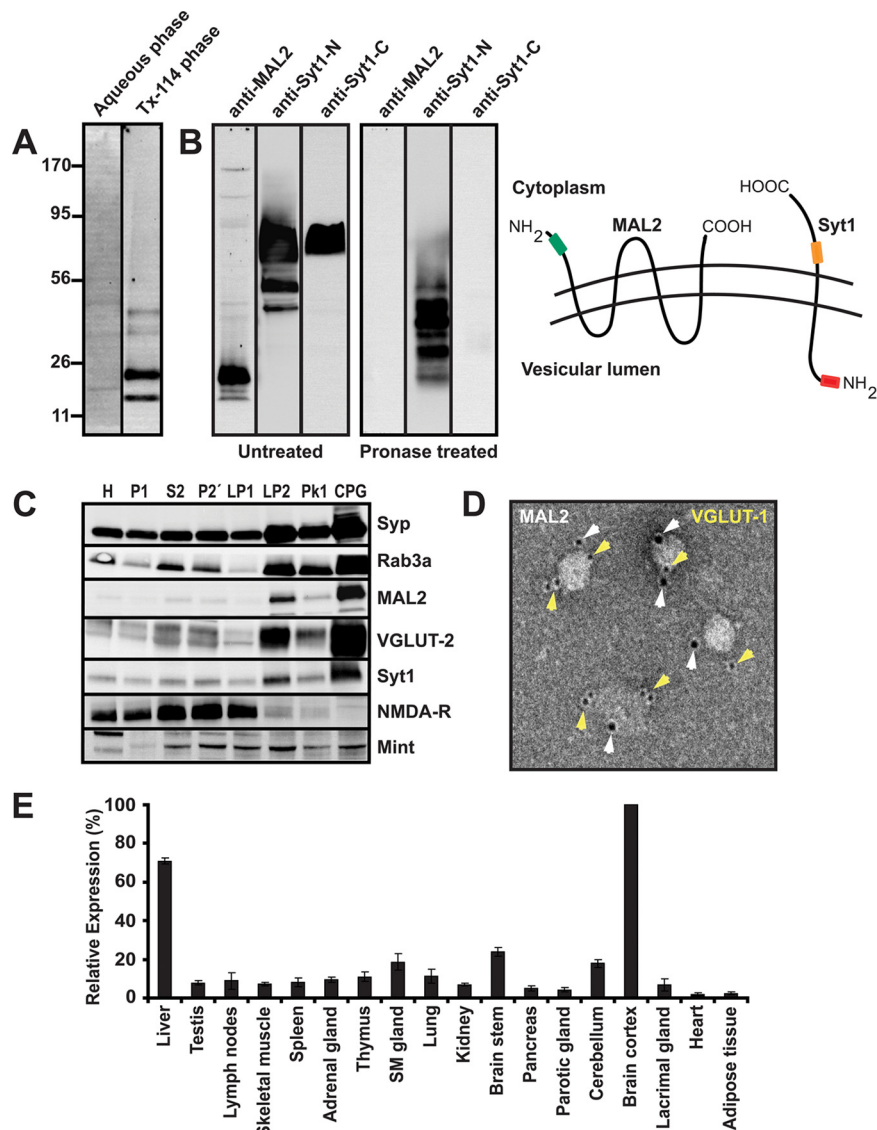 Aqueous phase
Tx-114 phase
anti-MAL2
anti-Syt1-N
anti-Syt1-C
anti-MAL2
anti-Syt1-N
anti-Syt1-C
A
B
170
95
56
26
11
Untreated
Pronase treated
Cytoplasm
HOOC
NH2
MAL2
COOH
Syt1
Vesicular lumen
NH2
C
H P1 S2 P2´ LP1 LP2 Pk1 CPG
Syp
Rab3a
MAL2
VGLUT-2
Syt1
NMDA-R
Mint
D
MAL2
VGLUT-1
E
Relative Expression (%)
100
80
60
40
20
0
Liver
Testis
Lymph nodes
Skeletal muscle
Spleen
Adrenal gland
Thymus
SM gland
Lung
Kidney
Brain stem
Pancreas
Parotic gland
Cerebellum
Brain cortex
Lacrimal gland
Heart
Adipose tissue